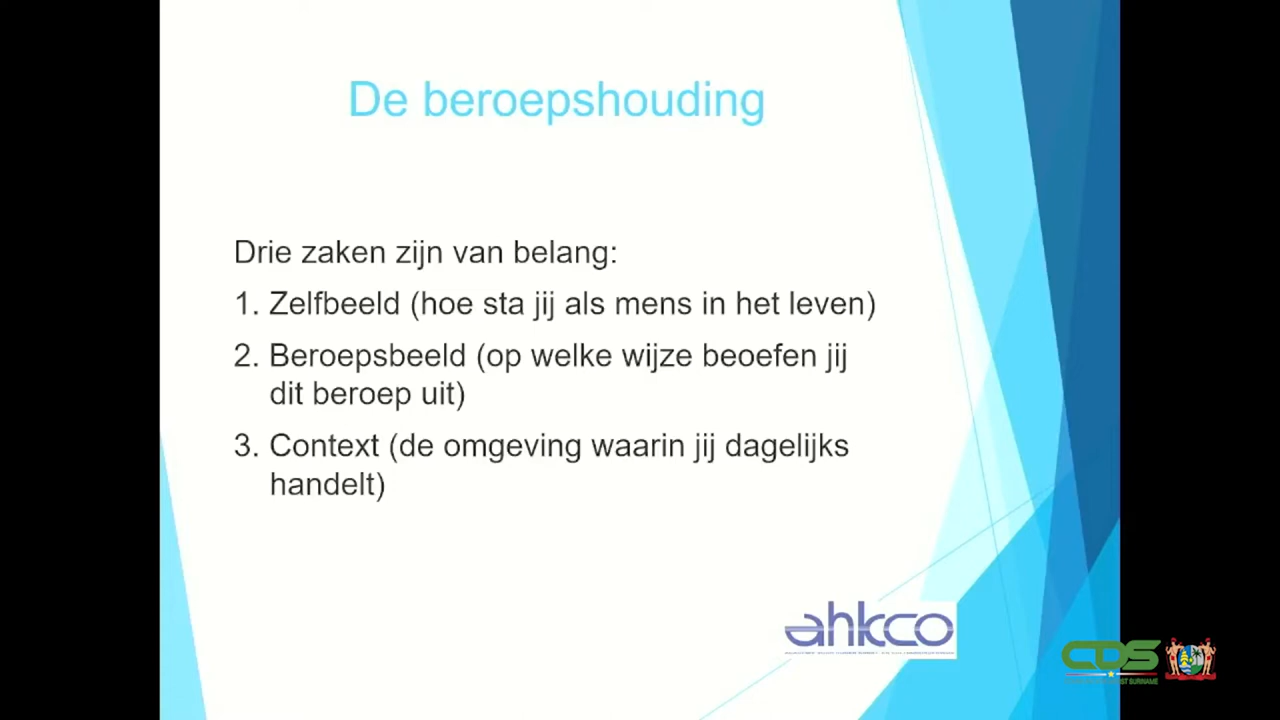 De beroepshouding
Drie zaken zijn van belang:
1. Zelfbeeld (hoe sta jij als mens in het leven)
2. Beroepsbeeld (op welke wijze beoefen jij
dit beroep uit)
3. Context (de omgeving waarin jij dagelijks
handelt)
ahkco
CDS